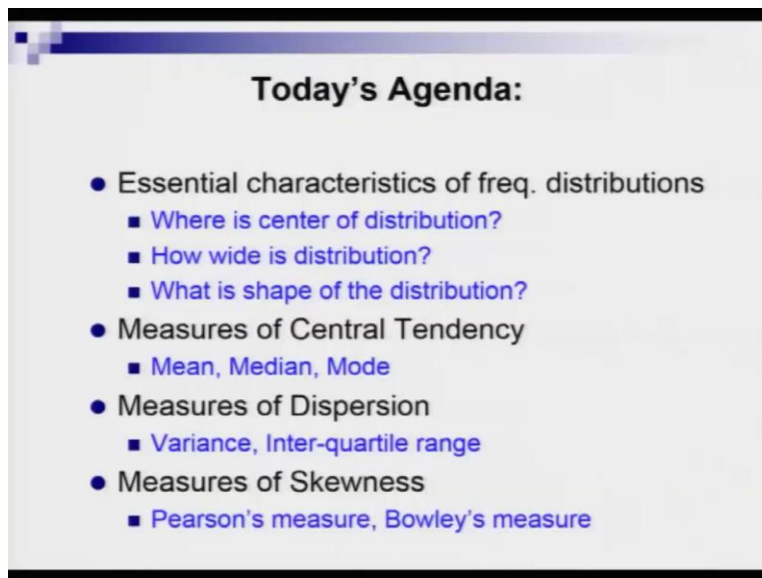 Today's Agenda:
Essential characteristics of freq. distributions
Where is center of distribution?
How wide is distribution?
What is shape of the distribution?
Measures of Central Tendency
Mean, Median, Mode
Measures of Dispersion
Variance, Inter-quartile range
Measures of Skewness
Pearson's measure, Bowley's measure